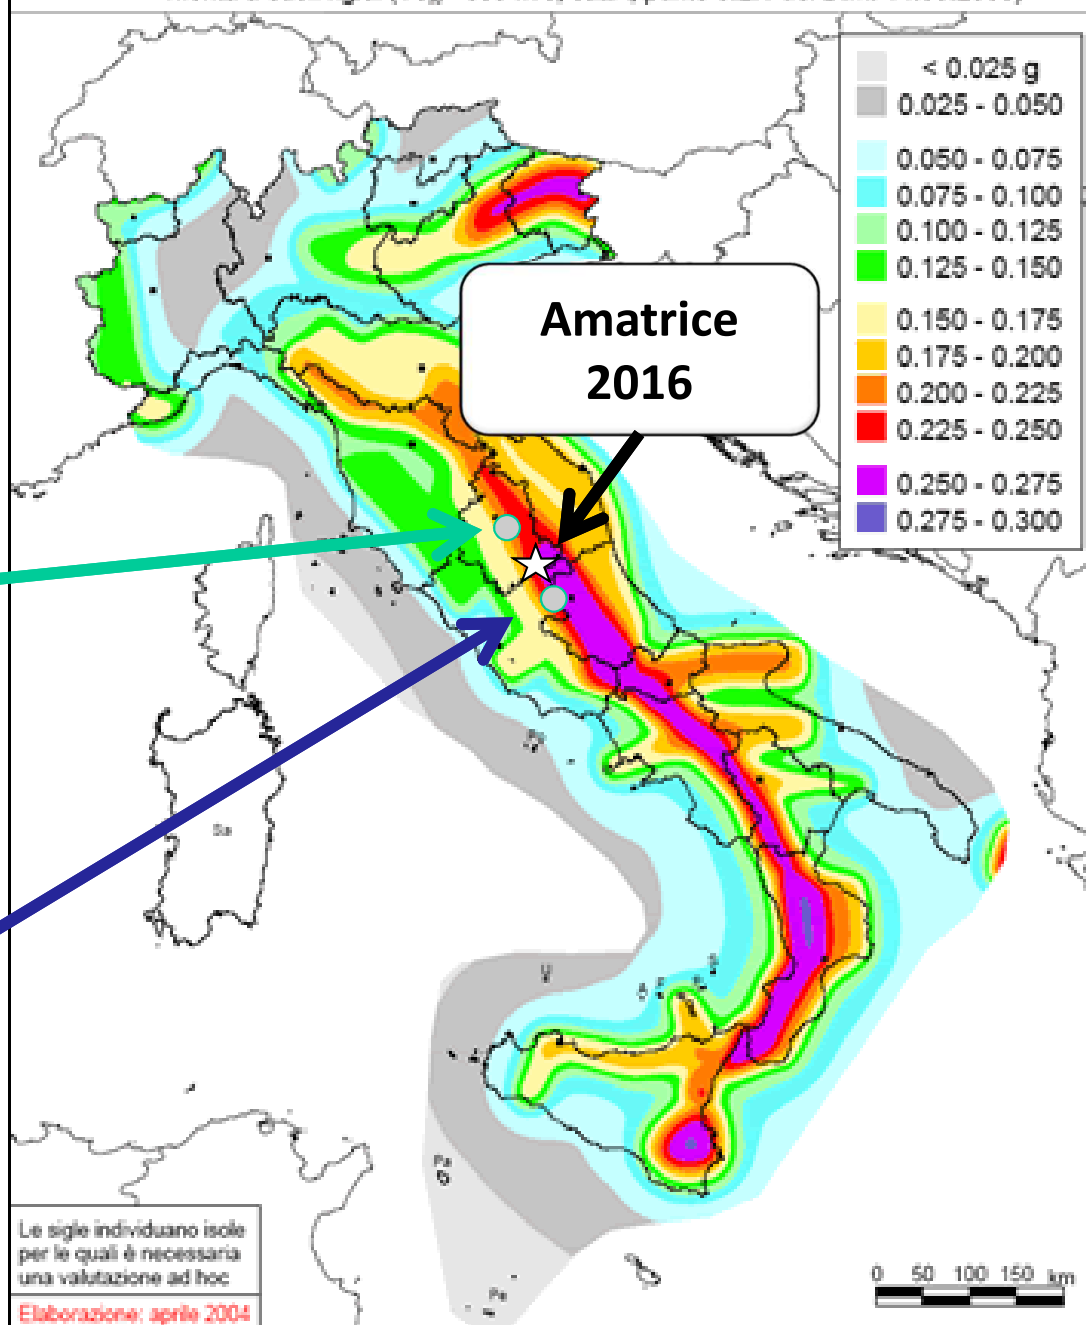 < 0.025 g
0.025 - 0.050
0.050 - 0.075
0.075 - 0.100
0.100 - 0.125
0.125 - 0.150
0.150 - 0.175
0.175 - 0.200
0.200 - 0.225
0.225 - 0.250
0.250 - 0.275
0.275 - 0.300
Amatrice
2016
Sa
U
A
Pa
Pe
Le sigle individuano isole
per le quali è necessaria
una valutazione ad hoc
Elaborazione: aprile 2004
0 50 100 150 km